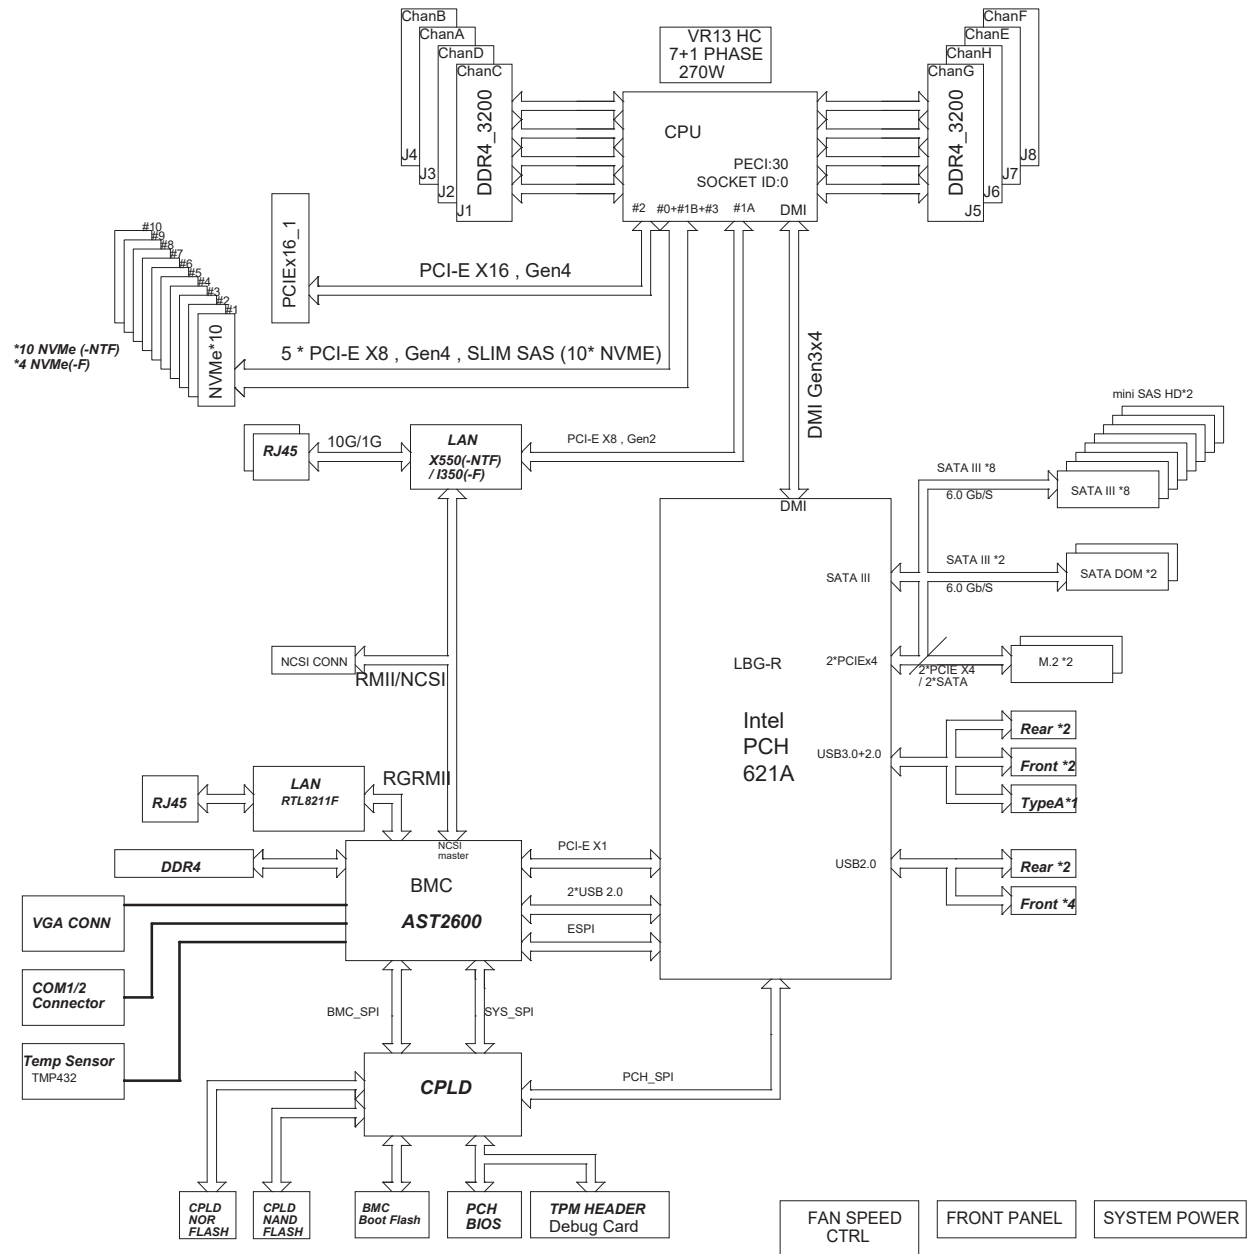 ChanB
ChanA
ChanD
ChanC
DDR4_3200
J4
J3
J2
J1
VR13 HC
7+1 PHASE
270W
CPU
PECI:30
SOCKET ID:0
#2
#0+#1B+#3
#1A
DMI
ChanF
ChanE
ChanH
ChanG
DDR4_3200
J8
J7
J6
J5
PCIEx16_1
PCI-E X16 , Gen4
#10
#9
#8
#7
#6
#5
#4
#3
#2
#1
NVMe*10
*10 NVMe (-NTF)
*4 NVMe(-F)
5 * PCI-E X8 , Gen4 , SLIM SAS (10* NVME)
DMI Gen3x4
RJ45
10G/1G
LAN
X550(-NTF)
/ I350(-F)
PCI-E X8 , Gen2
mini SAS HD*2
SATA III *8
6.0 Gb/S
SATA III *8
DMI
SATA III
SATA III *2
6.0 Gb/S
SATA DOM *2
LBG-R
2*PCIEx4
2*PCIE X4
/ 2*SATA
M.2 *2
Intel
PCH
621A
USB3.0+2.0
Rear *2
Front *2
TypeA*1
USB2.0
Rear *2
Front *4
NCSI CONN
RMII/NCSI
RJ45
LAN
RTL8211F
RGRMII
DDR4
NCSI
master
BMC
AST2600
PCI-E X1
2*USB 2.0
ESPI
VGA CONN
COM1/2
Connector
Temp Sensor
TMP432
BMC_SPI
SYS_SPI
CPLD
PCH_SPI
CPLD
NOR
FLASH
CPLD
NAND
FLASH
BMC
Boot Flash
PCH
BIOS
TPM HEADER
Debug Card
FAN SPEED
CTRL
FRONT PANEL
SYSTEM POWER